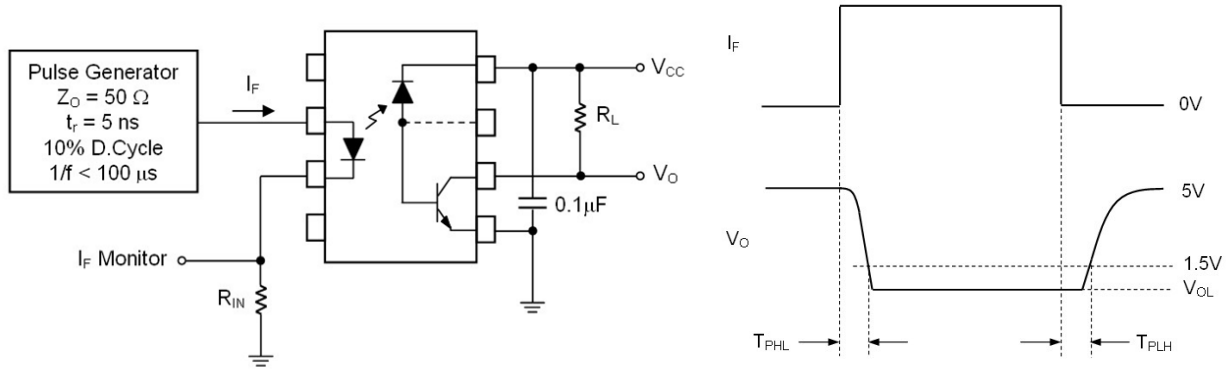 Pulse Generator
Z_O = 50 Ω
t_r = 5 ns
10% D.Cycle
1/f < 100 μs
I_F
V_CC
R_L
V_O
0.1μF
I_F Monitor
R_IN
I_F
0V
5V
V_O
1.5V
V_OL
T_PHL
T_PLH